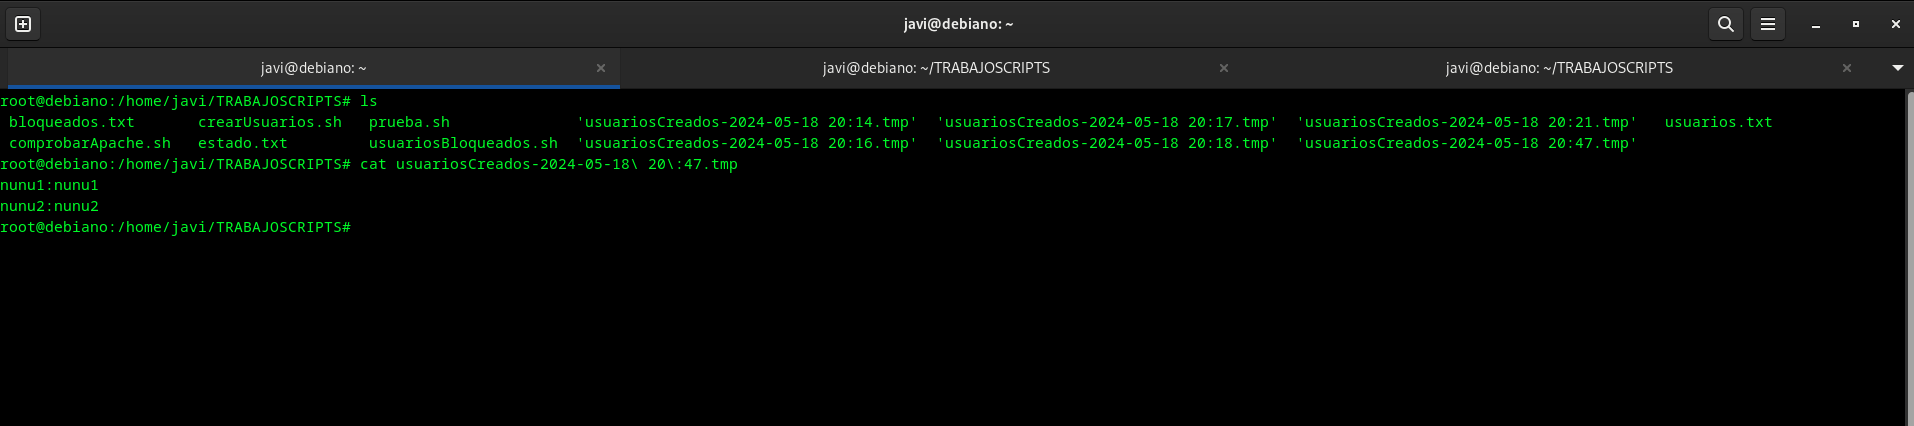 javi@debiano: ~
javi@debiano: ~ javi@debiano: ~/TRABAJOSCRIPTS javi@debiano: ~/TRABAJOSCRIPTS
root@debiano:/home/javi/TRABAJOSCRIPTS# ls
bloqueados.txt crearUsuarios.sh prueba.sh 'usuariosCreados-2024-05-18 20:14.tmp' 'usuariosCreados-2024-05-18 20:17.tmp' 'usuariosCreados-2024-05-18 20:21.tmp' usuarios.txt
comprobarApache.sh estado.txt usuariosBloqueados.sh 'usuariosCreados-2024-05-18 20:16.tmp' 'usuariosCreados-2024-05-18 20:18.tmp' 'usuariosCreados-2024-05-18 20:47.tmp'
root@debiano:/home/javi/TRABAJOSCRIPTS# cat usuariosCreados-2024-05-18\ 20\:47.tmp
nunu1:nunu1
nunu2:nunu2
root@debiano:/home/javi/TRABAJOSCRIPTS#